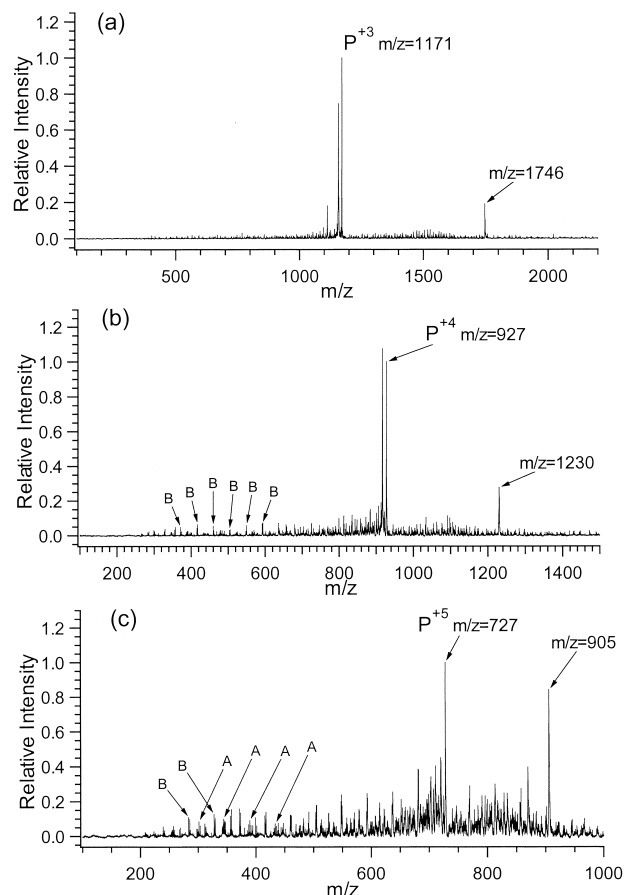 (a)
P+3 m/z=1171
m/z=1746
Relative Intensity
1.2
1.0
0.8
0.6
0.4
0.2
0.0
500 1000 1500 2000
m/z
(b)
P+4 m/z=927
m/z=1230
B B B B B B
Relative Intensity
1.2
1.0
0.8
0.6
0.4
0.2
0.0
200 400 600 800 1000 1200 1400
m/z
(c)
P+5 m/z=727
m/z=905
B B A A A A
Relative Intensity
1.2
1.0
0.8
0.6
0.4
0.2
0.0
200 400 600 800 1000
m/z